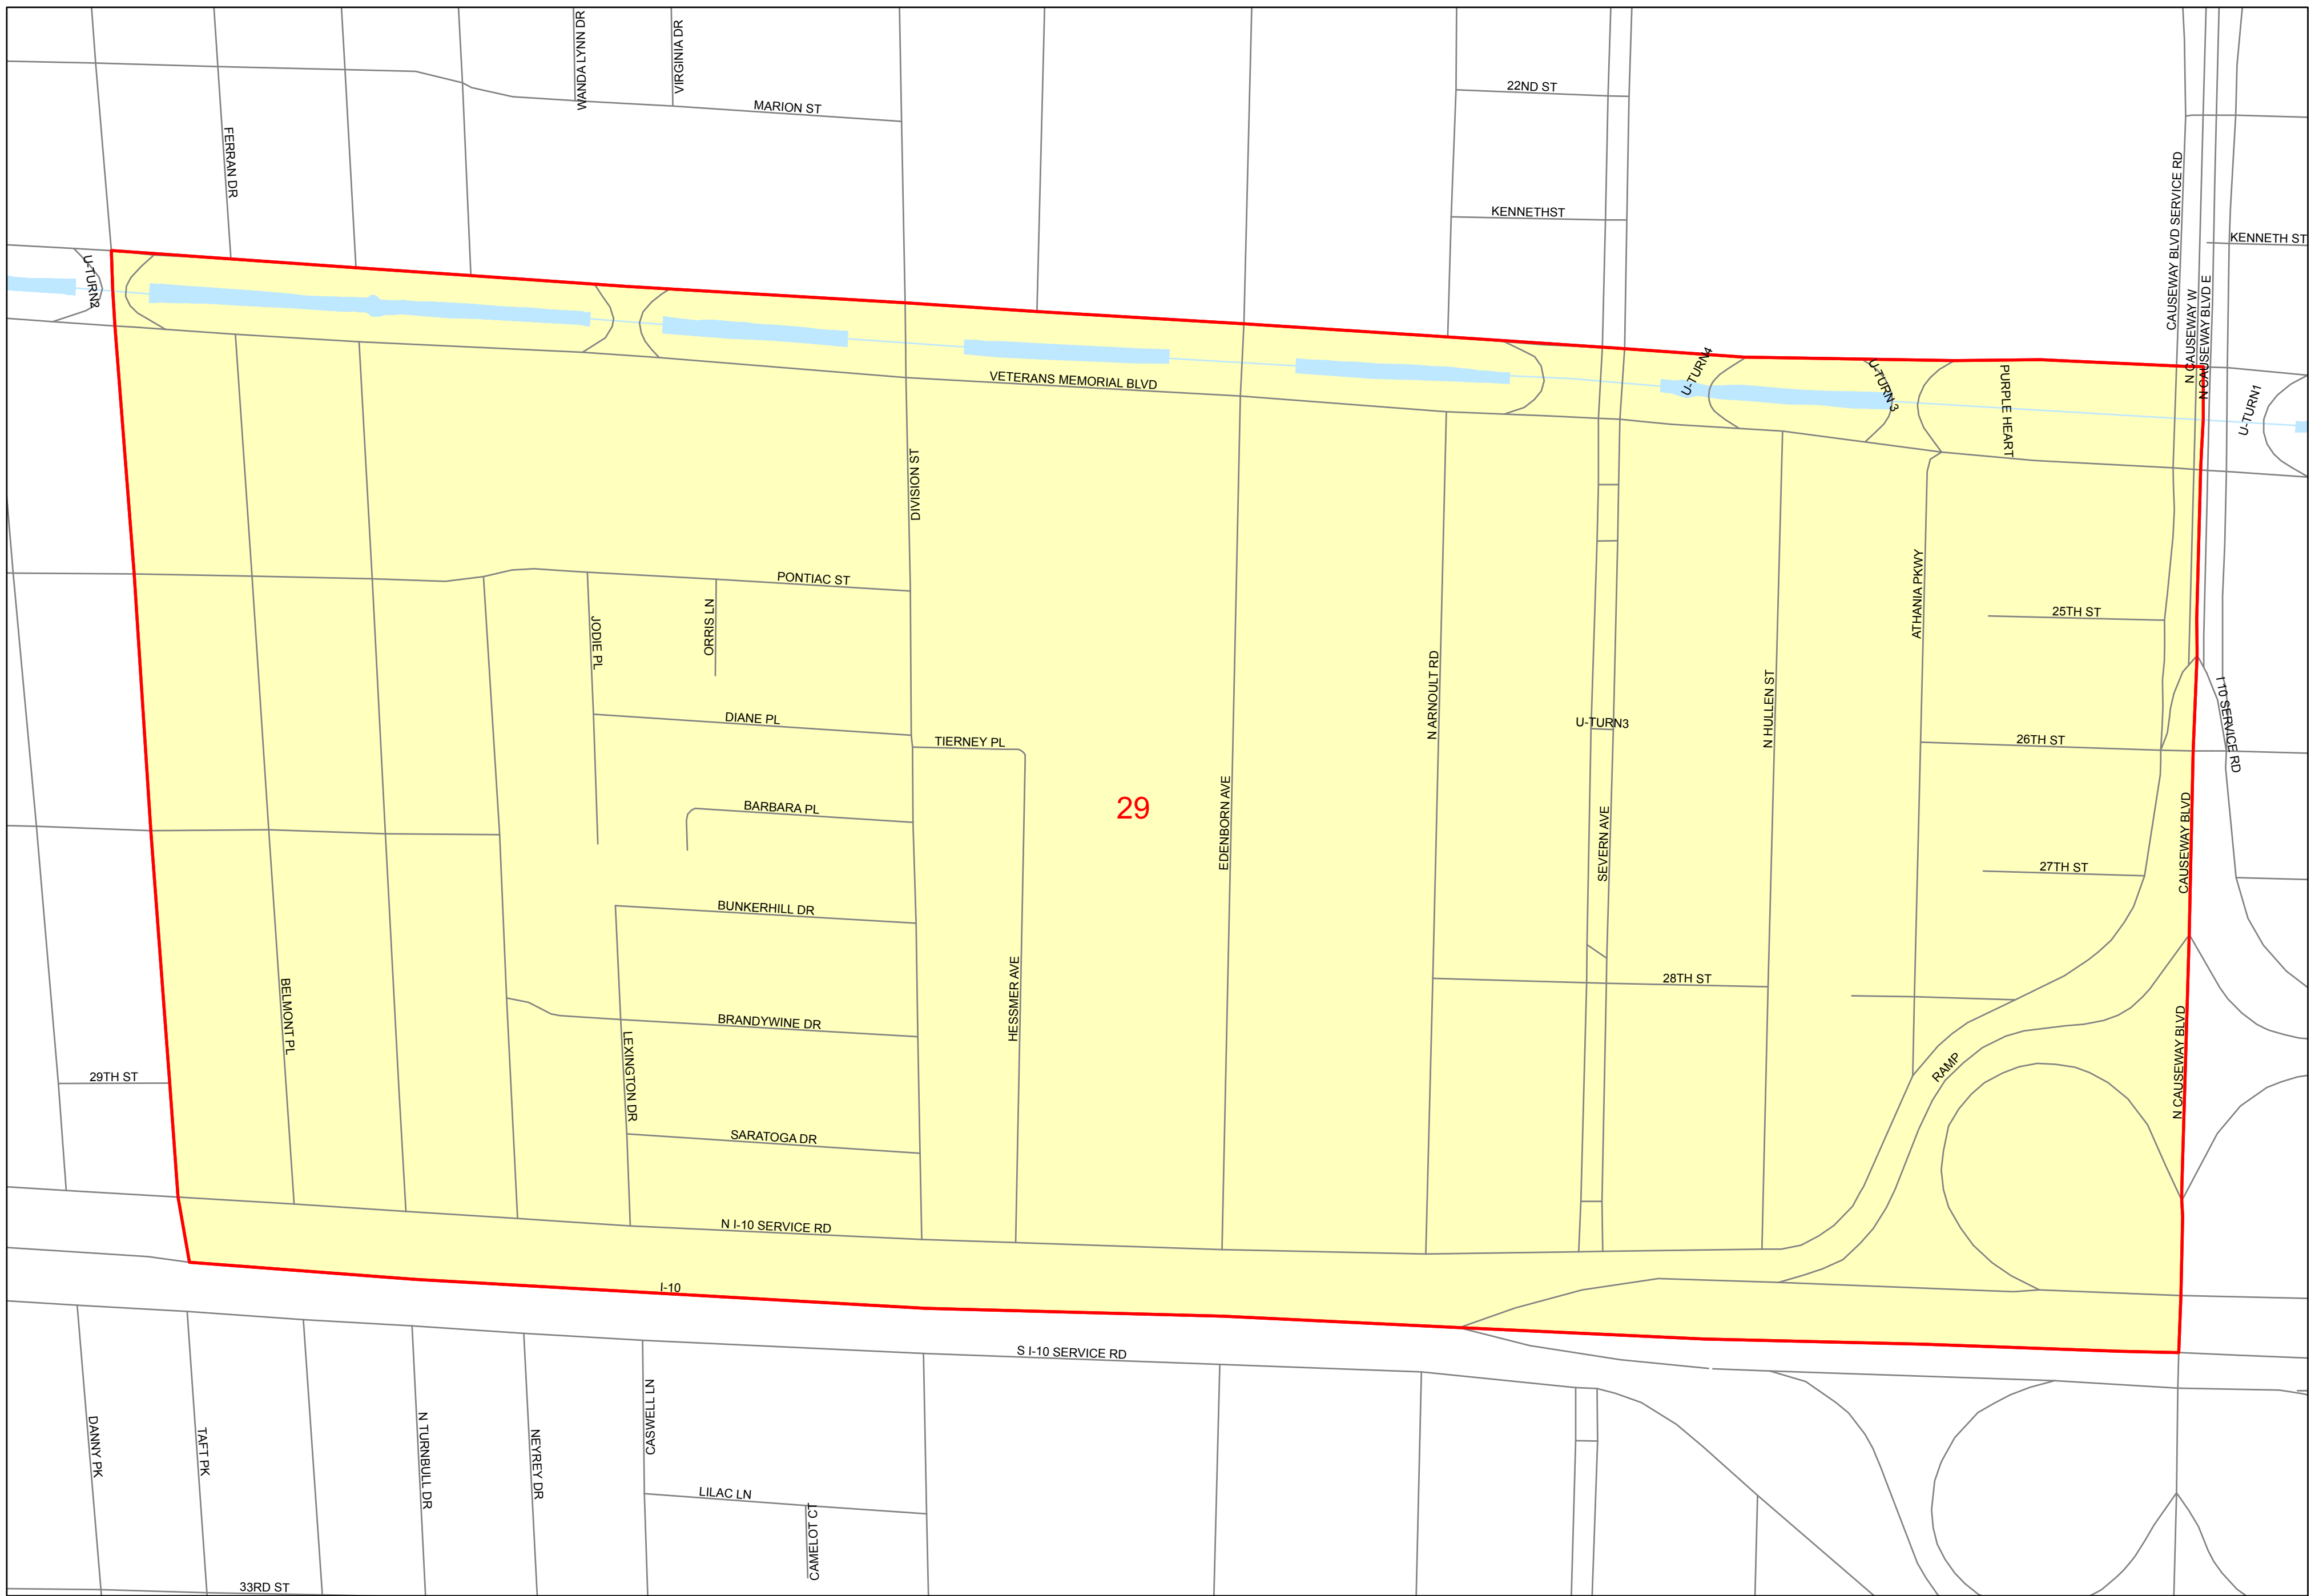 WANDA LYNN DR
VIRGINIA DR
MARION ST
22ND ST
FERRAN DR
KENNETHST
CAUSEWAY BLVD SERVICE RD
KENNETH ST
U-TURN2
N CAUSEWAY W
N CAUSEWAY BLVD E
VETERANS MEMORIAL BLVD
U-TURN4
U-TURN 3
PURPLE HEART
U-TURN1
DIVISION ST
PONTIAC ST
ATHANIA PKWY
25TH ST
JODIE PL
ORRIS LN
N ARNOULT RD
N HULLEN ST
DIANE PL
TIERNEY PL
U-TURN3
26TH ST
I 10 SERVICE RD
BARBARA PL
29
EDENBORN AVE
SEVERN AVE
CAUSEWAY BLVD
27TH ST
BUNKERHILL DR
28TH ST
BELMONT PL
HESSMER AVE
BRANDYWINE DR
N CAUSEWAY BLVD
RAMP
29TH ST
LEXINGTON DR
SARATOGA DR
N I-10 SERVICE RD
I-10
S I-10 SERVICE RD
DANNY PK
TAFT PK
N TURNBULL DR
NEYREY DR
CASWELL LN
LILAC LN
CAMELOT CT
33RD ST